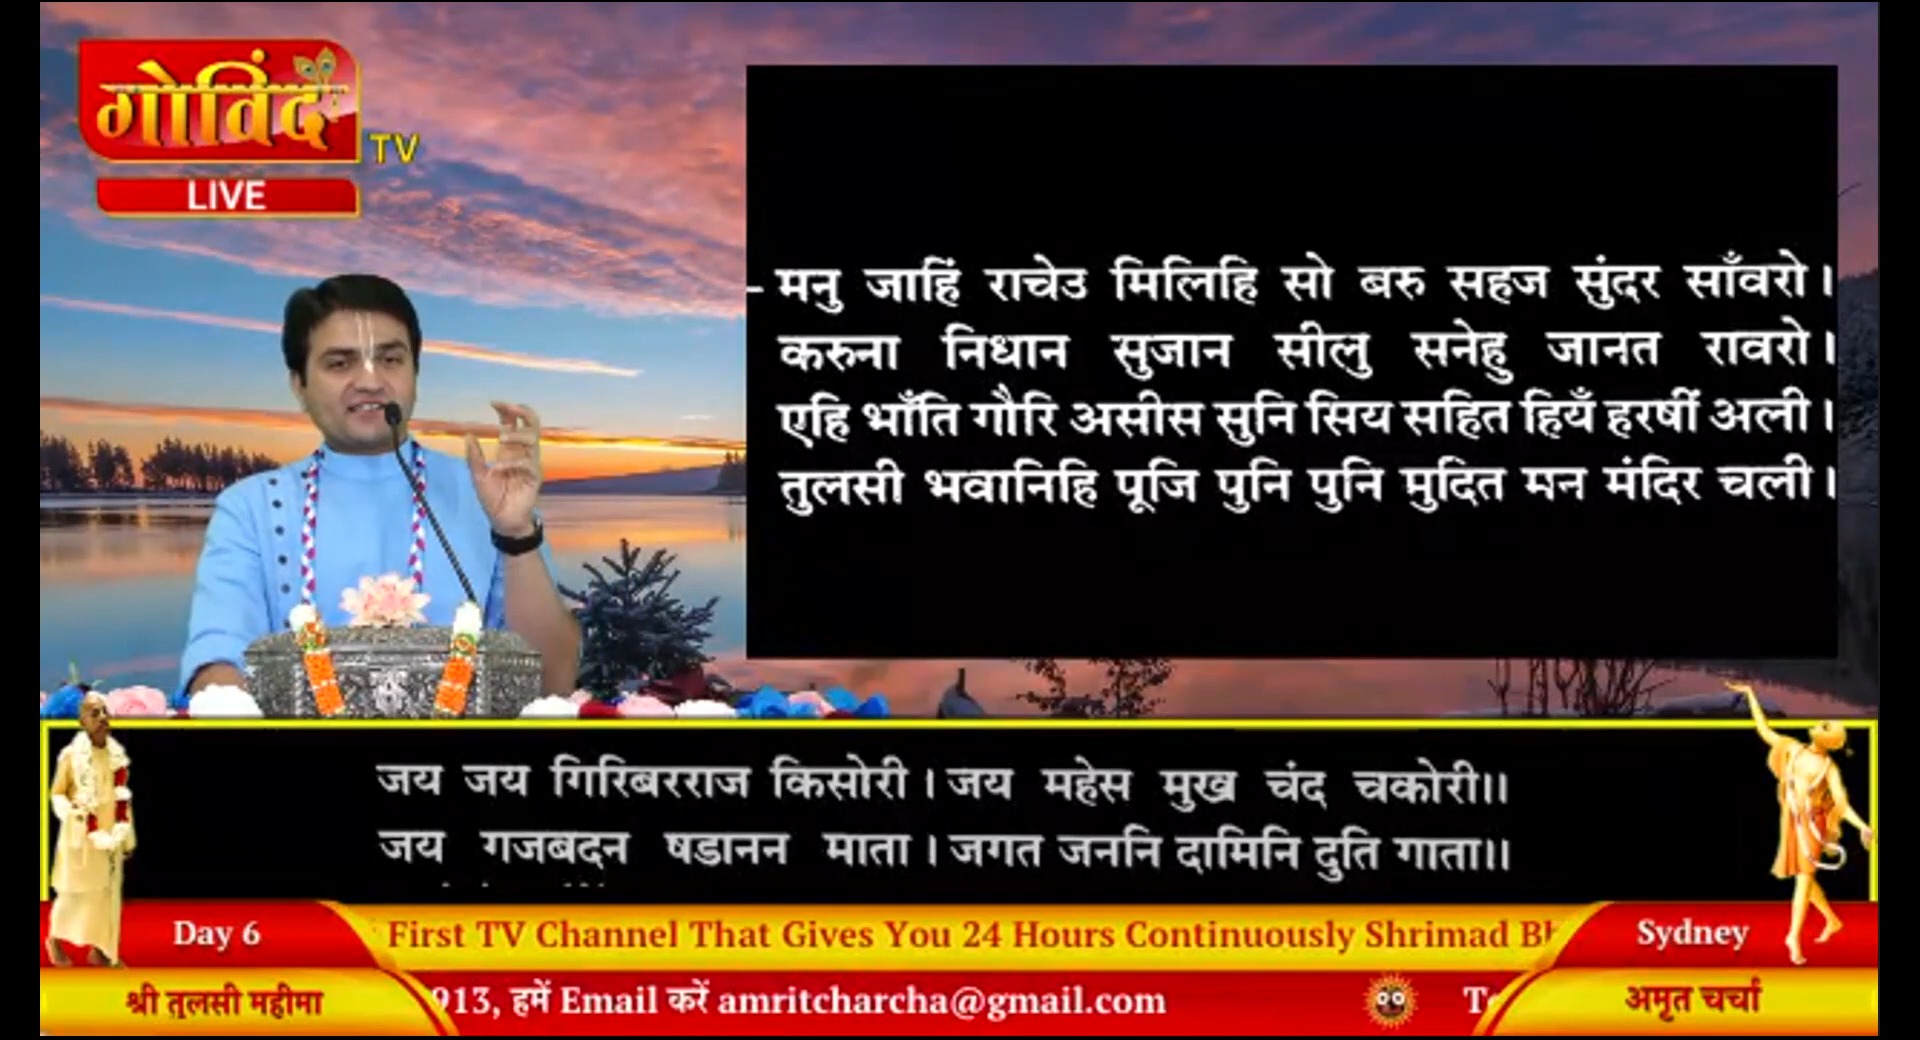 गोविंद
TV
LIVE
- मनु जाहिं राचेउ मिलिहि सो बरु सहज सुंदर साँवरो।
करुना निधान सुजान सीलु सनेहु जानत रावरो।
एहि भाँति गौरि असीस सुनि सिय सहित हियँ हरषीं अली।
तुलसी भवानिहि पूजि पुनि पुनि मुदित मन मंदिर चली।
जय जय गिरिबरराज किसोरी। जय महेस मुख चंद चकोरी॥
जय गजबदन षडानन माता। जगत जननि दामिनि दुति गाता॥
Day 6
First TV Channel That Gives You 24 Hours Continuously Shrimad
Sydney
श्री तुलसी महीमा
913, हमें Email करें amritcharcha@gmail.com
अमृत चर्चा